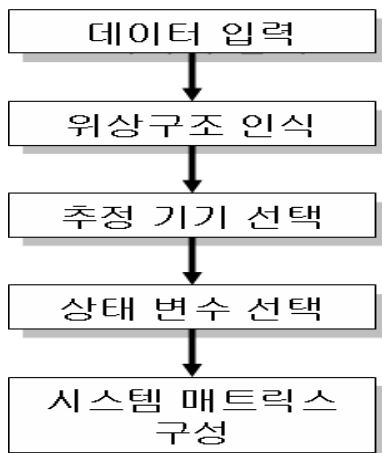 데이터 입력
위상구조 인식
추정 기기 선택
상태 변수 선택
시스템 매트릭스
구성